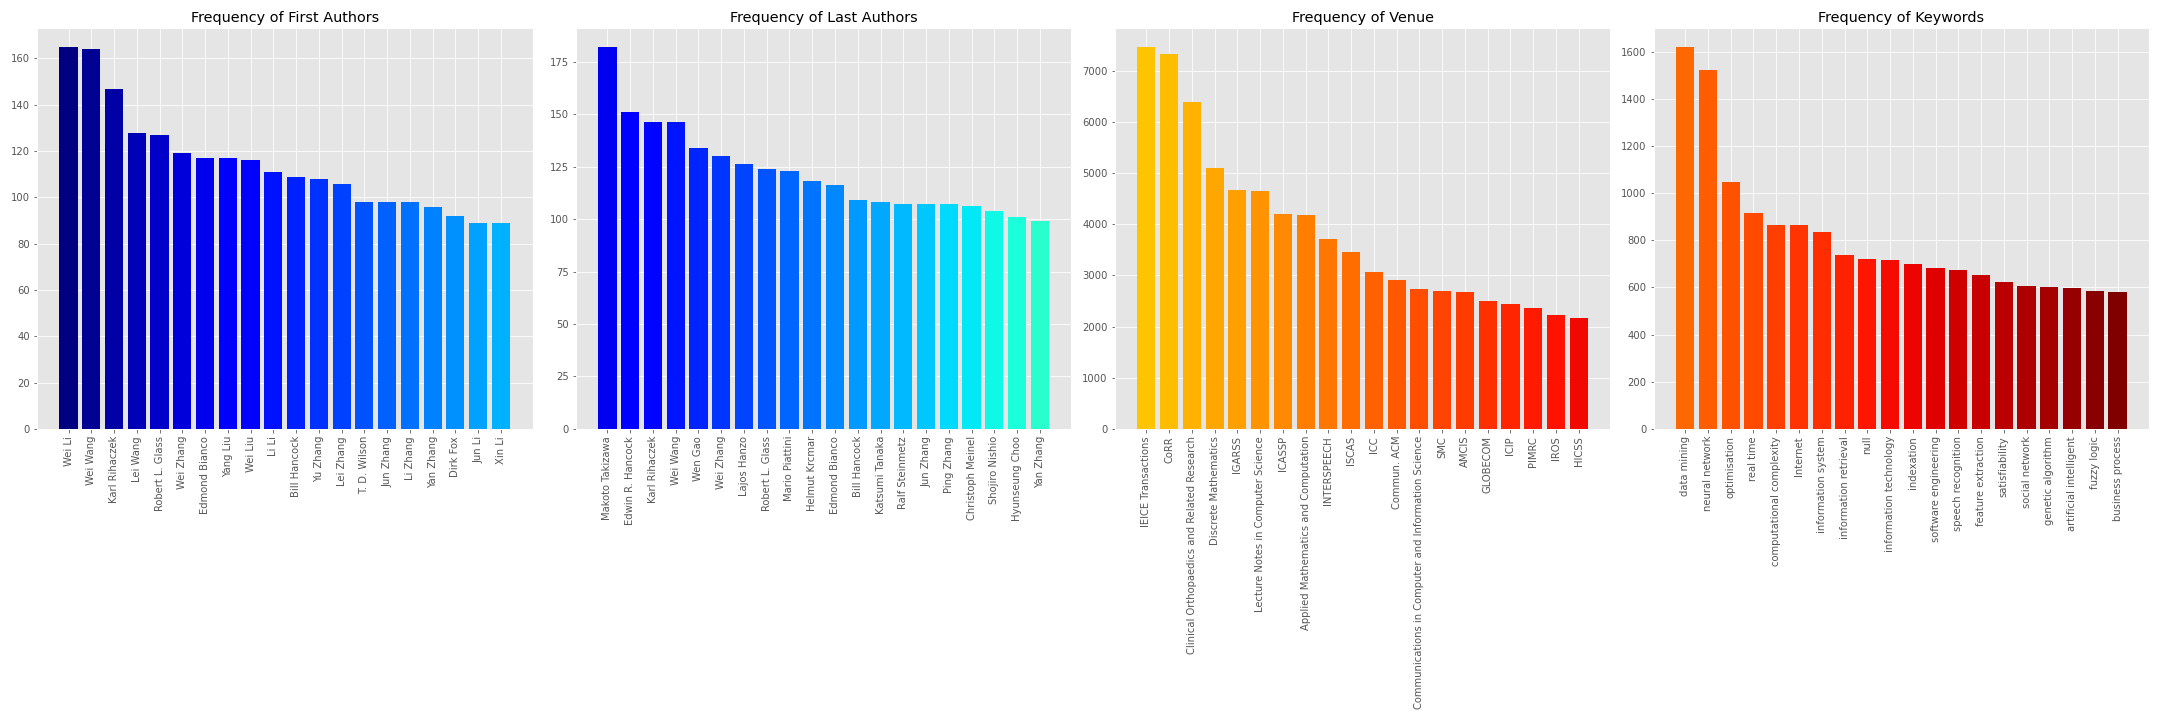 Frequency of First Authors
160
140
120
100
80
60
40
20
0
Wei Li
Wei Wang
Karl Rihaczek
Lei Wang
Robert L. Glass
Wei Zhang
Edmond Bianco
Yang Liu
Wei Liu
Li Li
Bill Hancock
Yu Zhang
Lei Zhang
T. D. Wilson
Jun Zhang
Li Zhang
Yan Zhang
Dirk Fox
Jun Li
Xin Li
Frequency of Last Authors
175
150
125
100
75
50
25
0
Makoto Takizawa
Edwin R. Hancock
Karl Rihaczek
Wei Wang
Wen Gao
Wei Zhang
Lajos Hanzo
Robert L. Glass
Mario Piattini
Helmut Krcmar
Edmond Bianco
Bill Hancock
Katsumi Tanaka
Ralf Steinmetz
Jun Zhang
Ping Zhang
Christoph Meinel
Shojiro Nishio
Hyunseung Choo
Yan Zhang
Frequency of Venue
7000
6000
5000
4000
3000
2000
1000
0
IEICE Transactions
CoRR
Clinical Orthopaedics and Related Research
Discrete Mathematics
IGARSS
Lecture Notes in Computer Science
ICASSP
Applied Mathematics and Computation
INTERSPEECH
ISCAS
ICC
Commun. ACM
Communications in Computer and Information Science
SMC
AMCIS
GLOBECOM
ICIP
PIMRC
IROS
HICSS
Frequency of Keywords
1600
1400
1200
1000
800
600
400
200
0
data mining
neural network
optimisation
real time
computational complexity
Internet
information system
information retrieval
null
information technology
indexation
software engineering
speech recognition
feature extraction
satisfiability
social network
genetic algorithm
artificial intelligent
fuzzy logic
business process